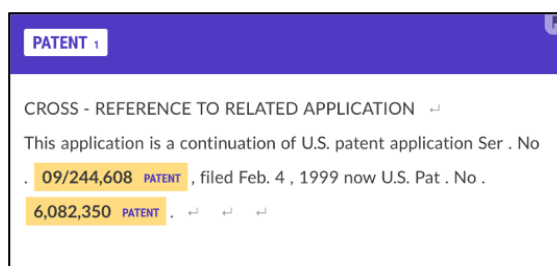 PATENT 1
CROSS - REFERENCE TO RELATED APPLICATION ↵
This application is a continuation of U.S. patent application Ser . No
. 09/244,608 PATENT , filed Feb. 4 , 1999 now U.S. Pat . No .
6,082,350 PATENT . ↵ ↵ ↵